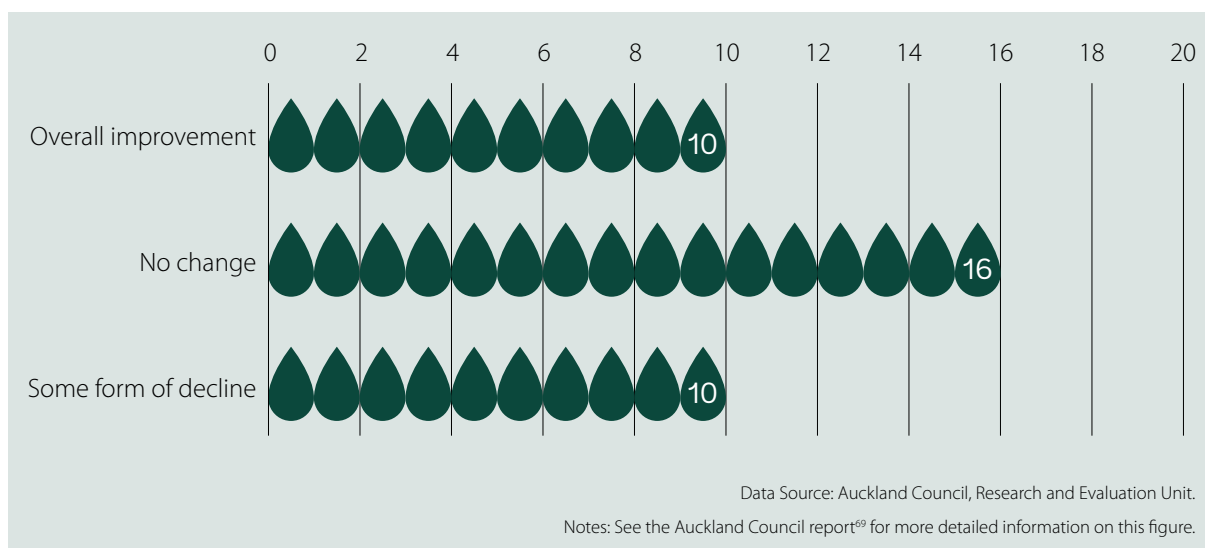 0 2 4 6 8 10 12 14 16 18 20
Overall improvement 10
No change 16
Some form of decline 10
Data Source: Auckland Council, Research and Evaluation Unit.
Notes: See the Auckland Council report⁶⁹ for more detailed information on this figure.